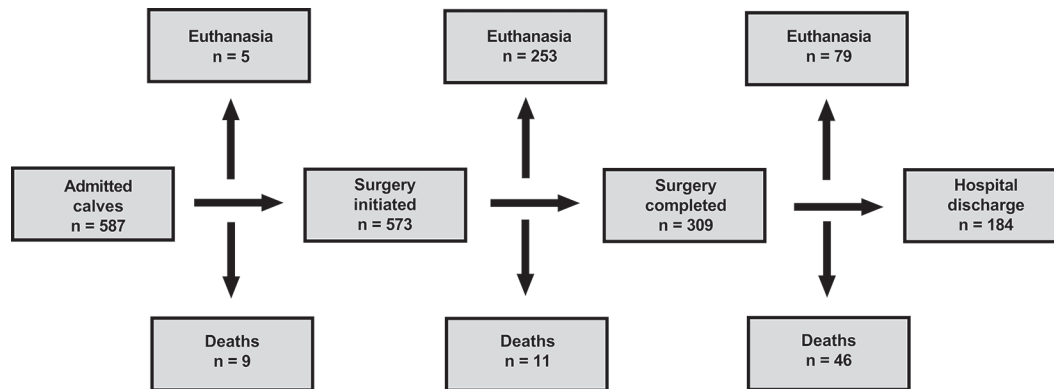 Euthanasia
n = 5
Euthanasia
n = 253
Euthanasia
n = 79
Admitted
calves
n = 587
Surgery
initiated
n = 573
Surgery
completed
n = 309
Hospital
discharge
n = 184
Deaths
n = 9
Deaths
n = 11
Deaths
n = 46